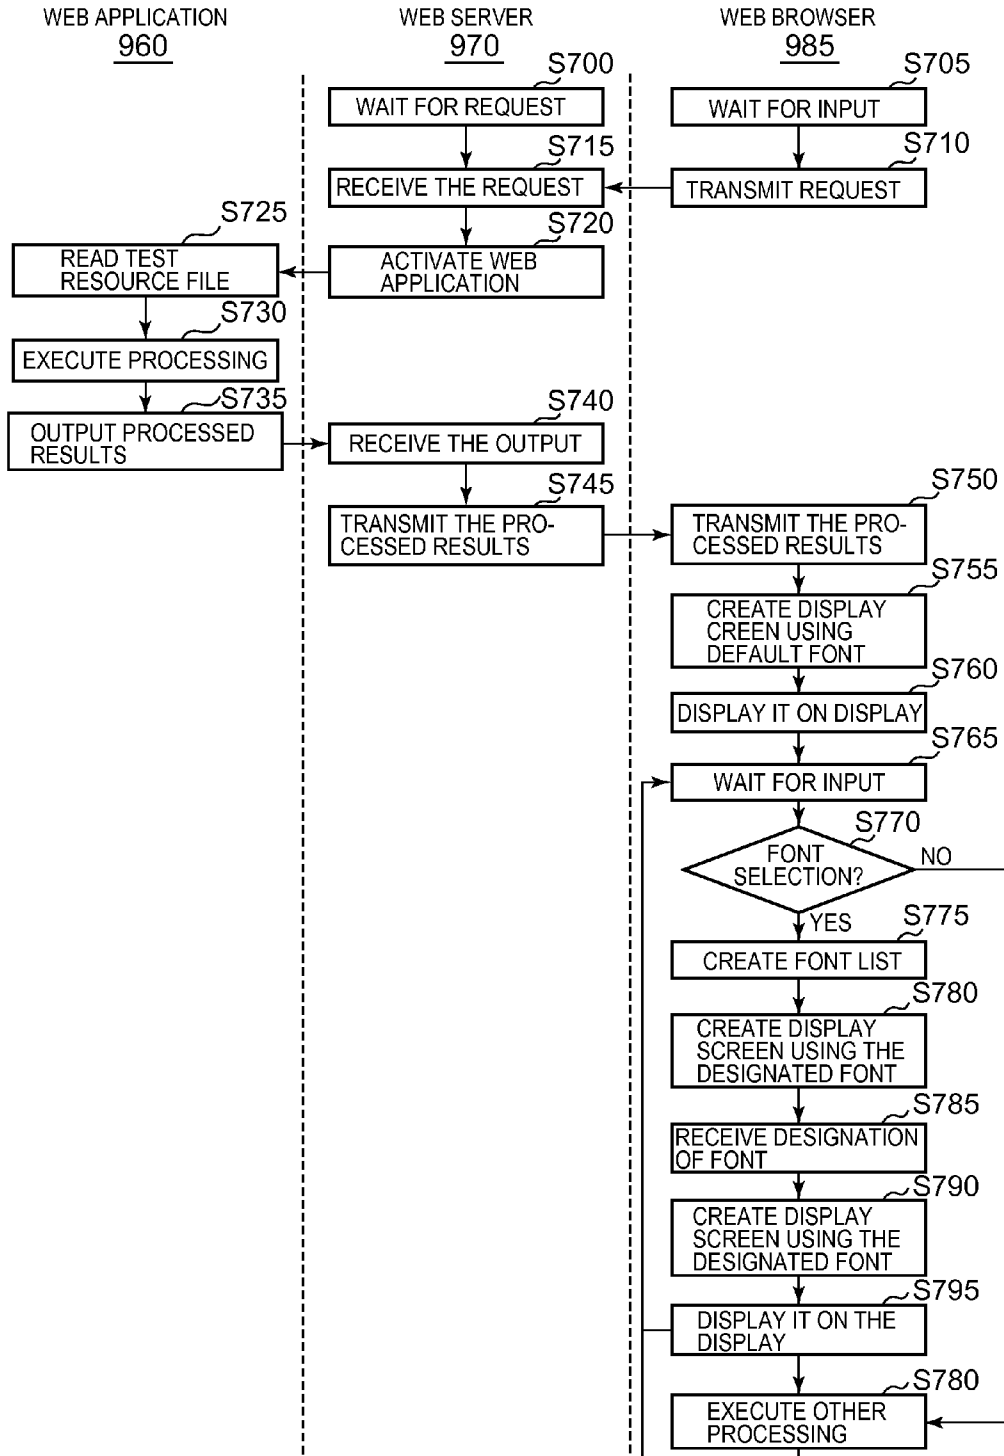 WEB APPLICATION
960
WEB SERVER
970
WEB BROWSER
985
S700
WAIT FOR REQUEST
S705
WAIT FOR INPUT
S710
TRANSMIT REQUEST
S715
RECEIVE THE REQUEST
S720
ACTIVATE WEB
APPLICATION
S725
READ TEST
RESOURCE FILE
S730
EXECUTE PROCESSING
S735
OUTPUT PROCESSED
RESULTS
S740
RECEIVE THE OUTPUT
S745
TRANSMIT THE PRO-
CESSED RESULTS
S750
TRANSMIT THE PRO-
CESSED RESULTS
S755
CREATE DISPLAY
CREEN USING
DEFAULT FONT
S760
DISPLAY IT ON DISPLAY
S765
WAIT FOR INPUT
S770
FONT
SELECTION?
NO
YES
S775
CREATE FONT LIST
S780
CREATE DISPLAY
SCREEN USING THE
DESIGNATED FONT
S785
RECEIVE DESIGNATION
OF FONT
S790
CREATE DISPLAY
SCREEN USING THE
DESIGNATED FONT
S795
DISPLAY IT ON THE
DISPLAY
S780
EXECUTE OTHER
PROCESSING